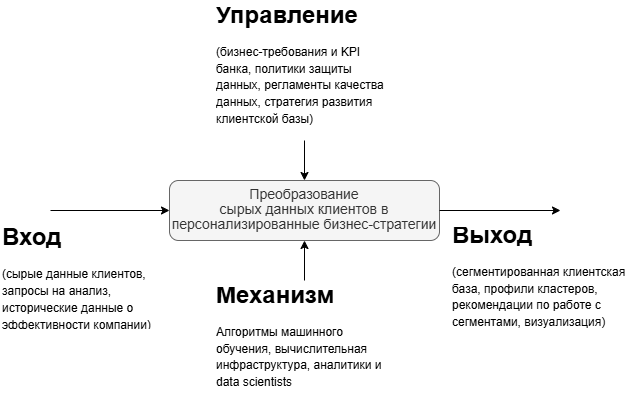 Управление
(бизнес-требования и KPI
банка, политики защиты
данных, регламенты качества
данных, стратегия развития
клиентской базы)
Преобразование
сырых данных клиентов в
персонализированные бизнес-стратегии
Вход
(сырые данные клиентов,
запросы на анализ,
исторические данные о
эффективности компании)
Механизм
Алгоритмы машинного
обучения, вычислительная
инфраструктура, аналитики и
data scientists
Выход
(сегментированная клиентская
база, профили кластеров,
рекомендации по работе с
сегментами, визуализация)